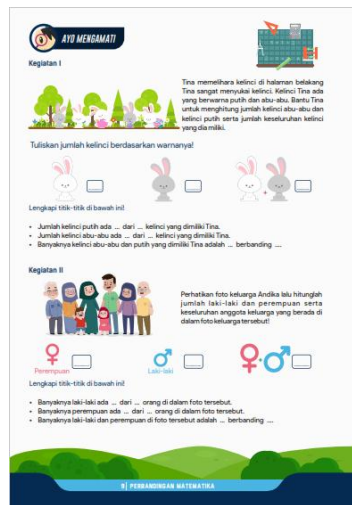 AYO MENGAMATI
Kegiatan I
Tina memelihara kelinci di halaman belakang
Tina sangat menyukai kelinci. Kelinci Tina ada
yang berwarna putih dan abu-abu. Bantu Tina
untuk menghitung jumlah kelinci abu-abu dan
kelinci putih serta jumlah keseluruhan kelinci
yang dia miliki.
Tuliskan jumlah kelinci berdasarkan warnanya!
+
Lengkapi titik-titik di bawah ini!
• Jumlah kelinci putih ada ... dari ... kelinci yang dimiliki Tina.
• Jumlah kelinci abu-abu ada ... dari ... kelinci yang dimiliki Tina.
• Banyaknya kelinci abu-abu dan putih yang dimiliki Tina adalah ... berbanding ....
Kegiatan II
Perhatikan foto keluarga Andika lalu hitunglah
jumlah laki-laki dan perempuan serta
keseluruhan anggota keluarga yang berada di
dalam foto keluarga tersebut!
Perempuan
Laki-laki
Lengkapi titik-titik di bawah ini!
• Banyaknya laki-laki ada ... dari ... orang di dalam foto tersebut.
• Banyaknya perempuan ada ... dari ... orang di dalam foto tersebut.
• Banyaknya laki-laki dan perempuan di foto tersebut adalah ... berbanding ....
9| PERBANDINGAN MATEMATIKA